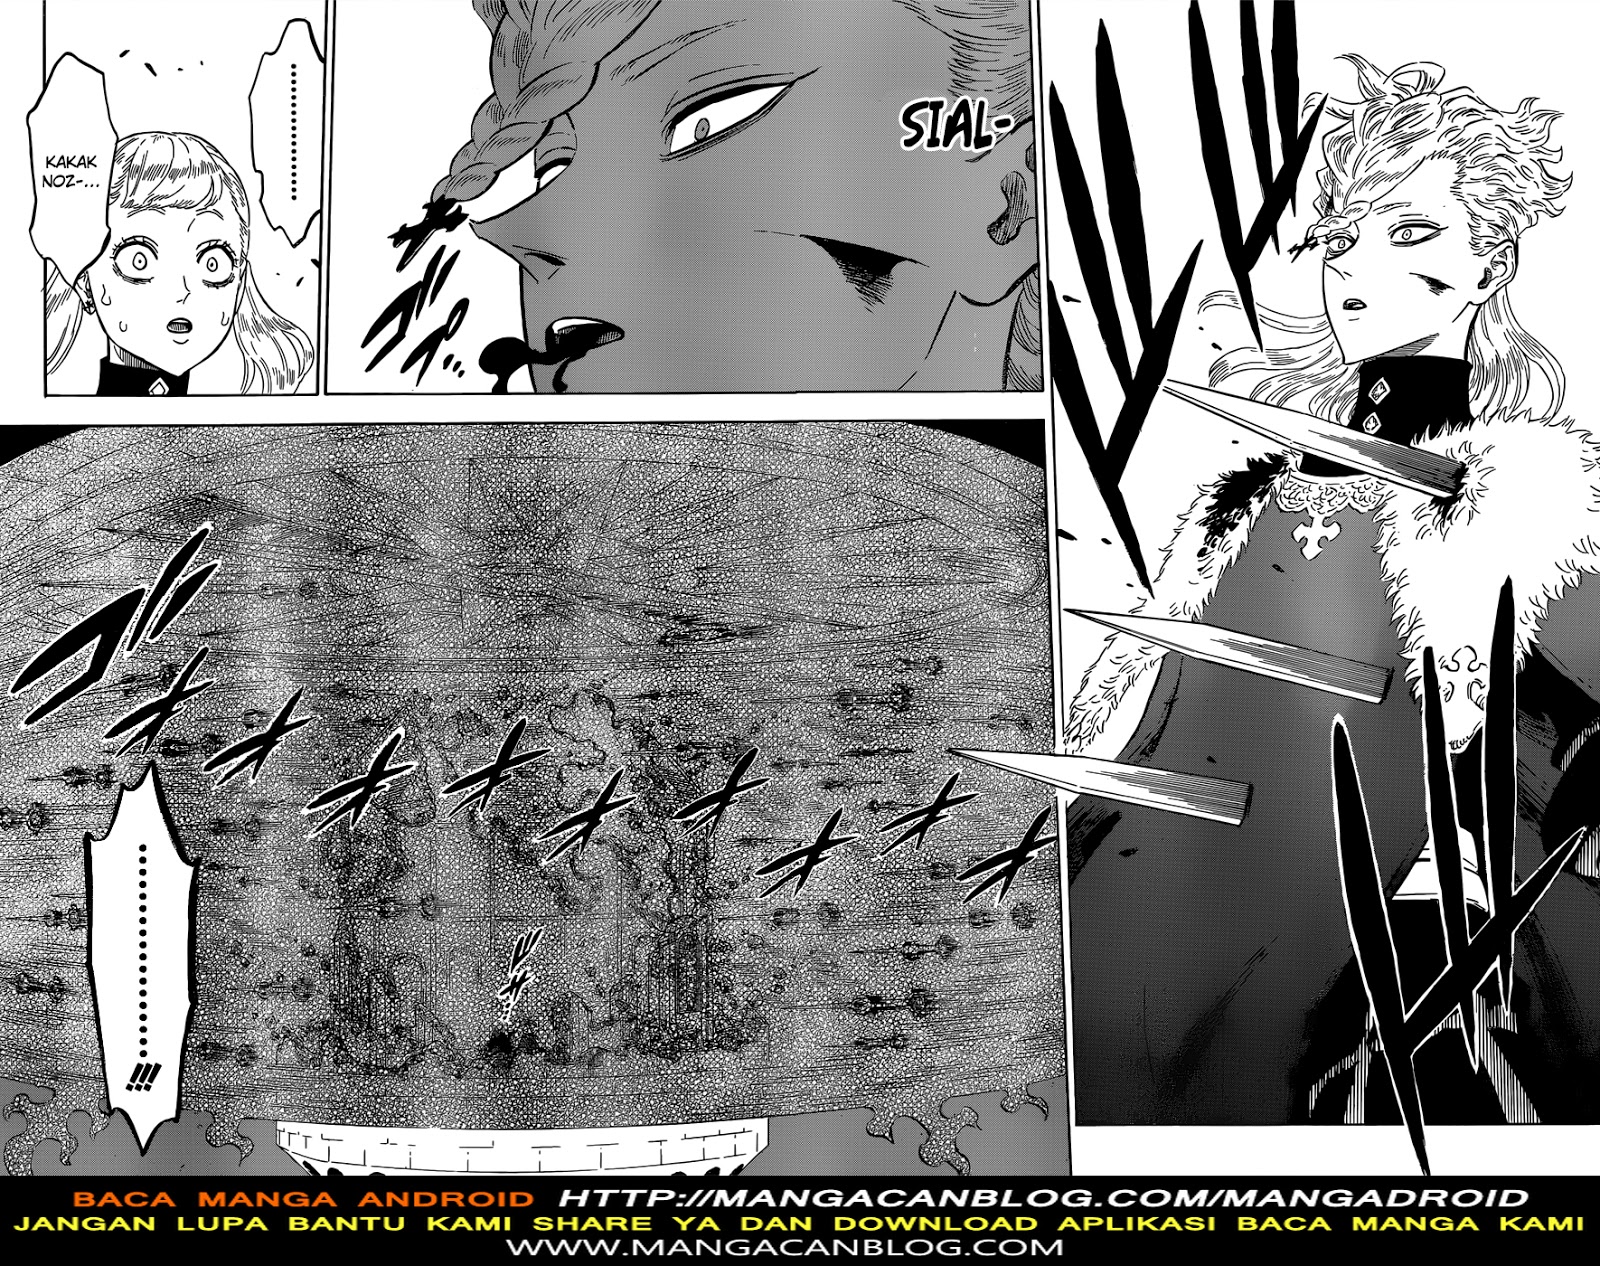 SIAL-
.............
KAKAK
NOZ-...
.................!!!
BACA MANGA ANDROID HTTP://MANGACANBLOG.COM/MANGADROID
JANGAN LUPA BANTU KAMI SHARE YA DAN DOWNLOAD APLIKASI BACA MANGA KAMI
WWW.MANGACANBLOG.COM